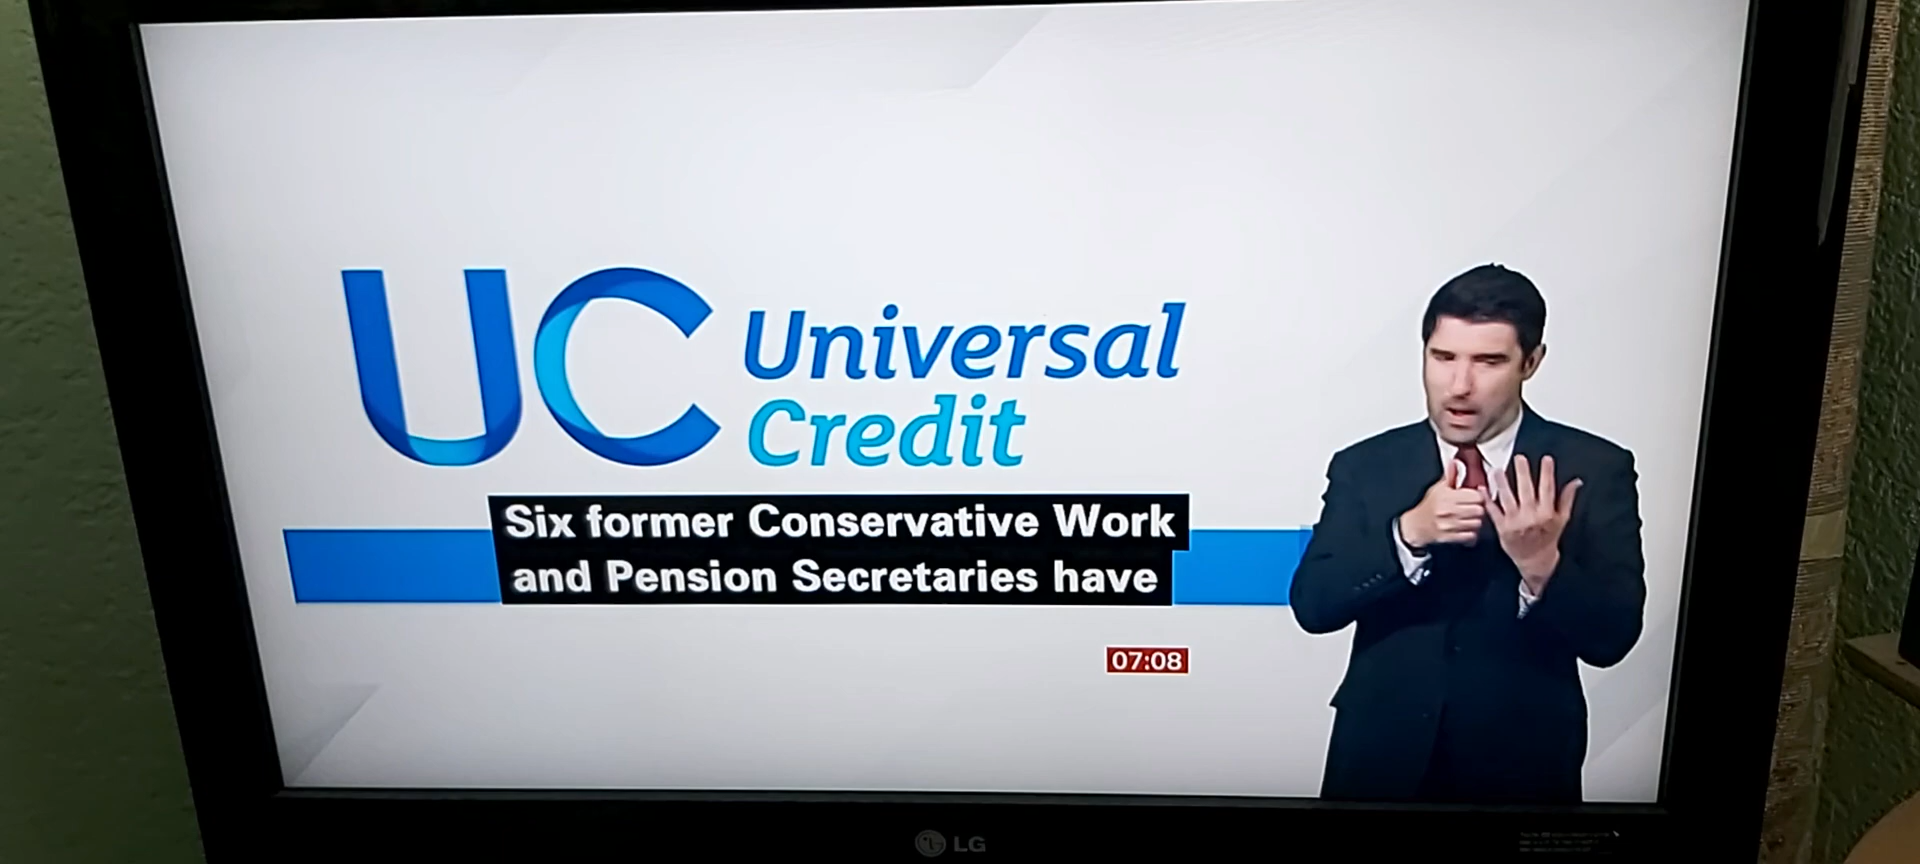 UC Universal
Credit
Six former Conservative Work
and Pension Secretaries have
07:08
LG